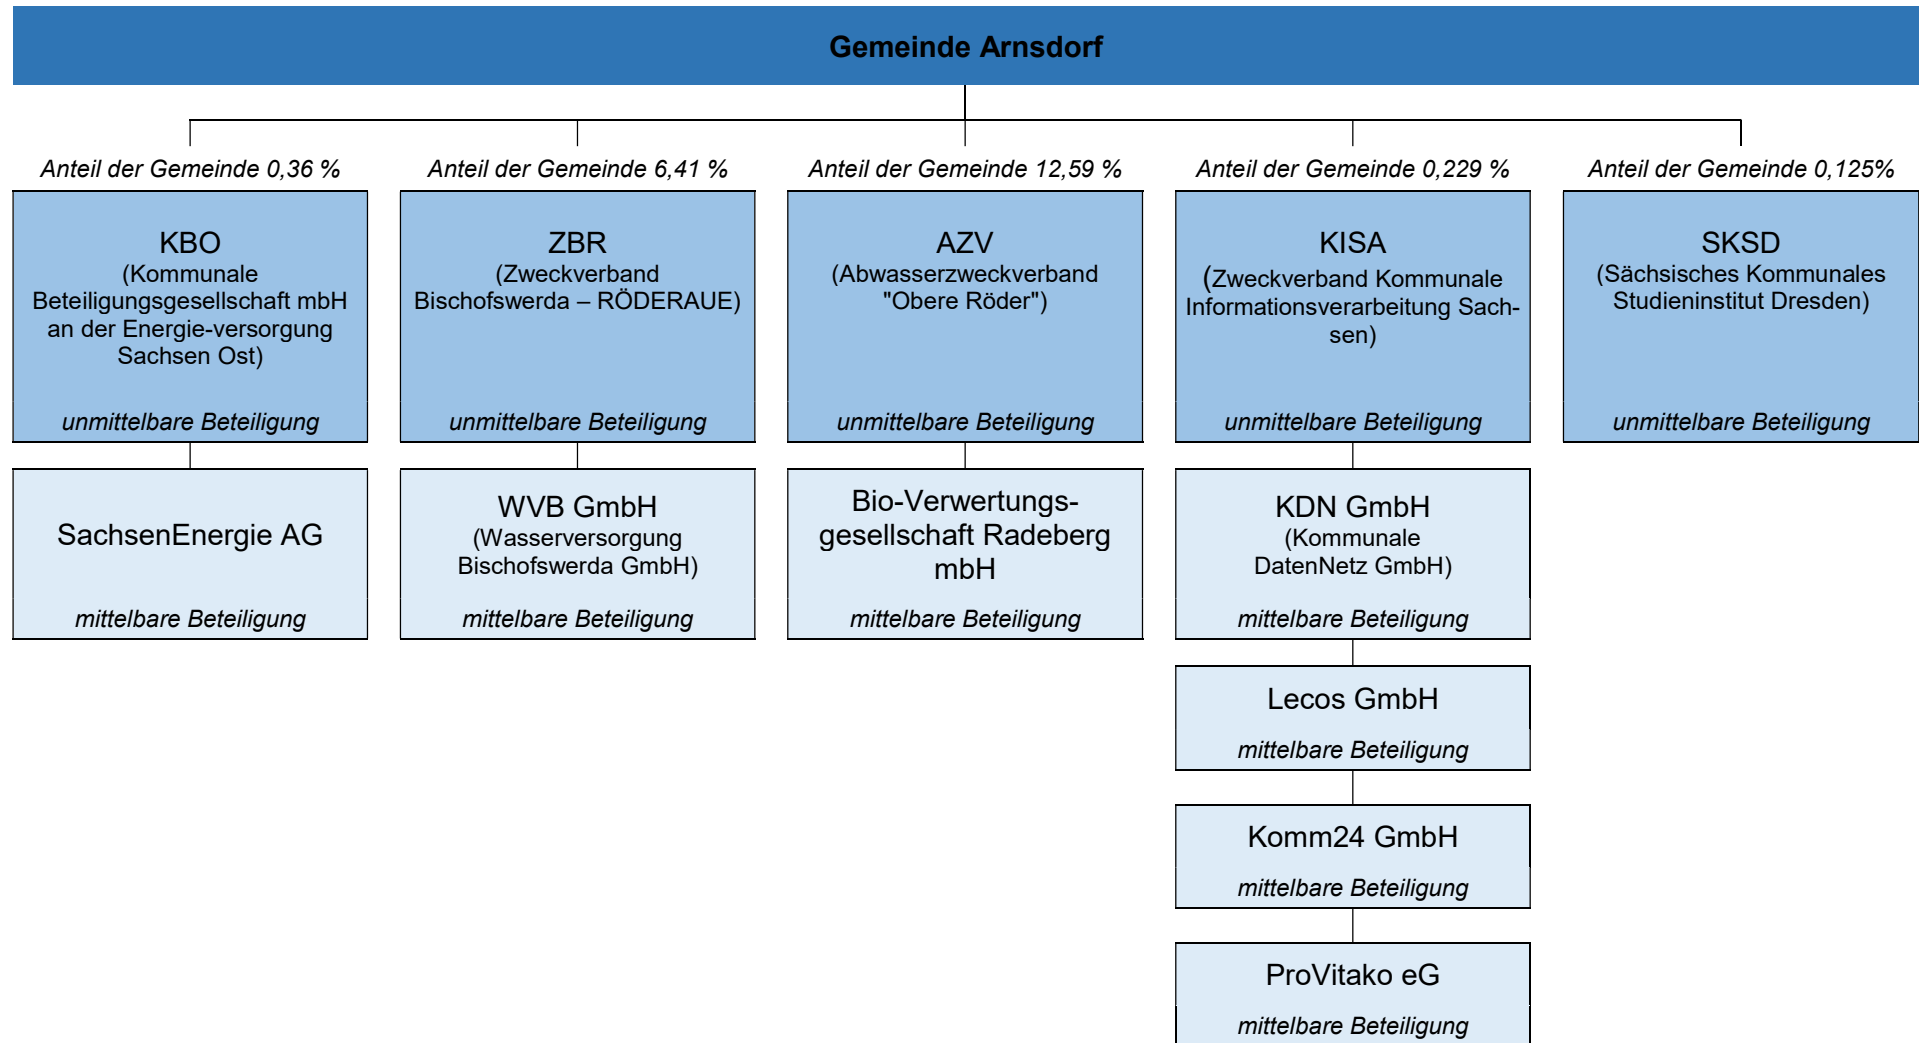 Gemeinde Arnsdorf
Anteil der Gemeinde 0,36 %
KBO
(Kommunale
Beteiligungsgesellschaft mbH
an der Energie-versorgung
Sachsen Ost)
unmittelbare Beteiligung
SachsenEnergie AG
mittelbare Beteiligung
Anteil der Gemeinde 6,41 %
ZBR
(Zweckverband
Bischofswerda – RÖDERAUE)
unmittelbare Beteiligung
WVB GmbH
(Wasserversorgung
Bischofswerda GmbH)
mittelbare Beteiligung
Anteil der Gemeinde 12,59 %
AZV
(Abwasserzweckverband
"Obere Röder")
unmittelbare Beteiligung
Bio-Verwertungs-
gesellschaft Radeberg
mbH
mittelbare Beteiligung
Anteil der Gemeinde 0,229 %
KISA
(Zweckverband Kommunale
Informationsverarbeitung Sach-
sen)
unmittelbare Beteiligung
KDN GmbH
(Kommunale
DatenNetz GmbH)
mittelbare Beteiligung
Lecos GmbH
mittelbare Beteiligung
Komm24 GmbH
mittelbare Beteiligung
ProVitako eG
mittelbare Beteiligung
Anteil der Gemeinde 0,125%
SKSD
(Sächsisches Kommunales
Studieninstitut Dresden)
unmittelbare Beteiligung